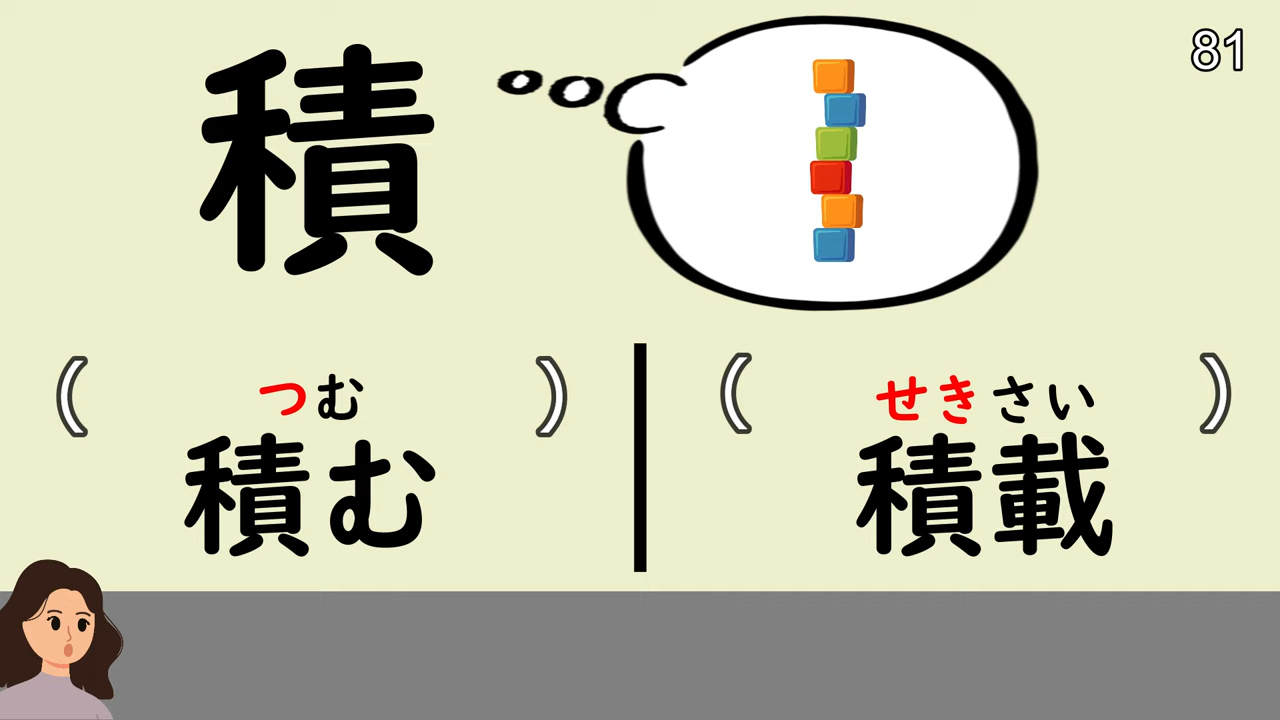 81
積
( つむ )
積む
( せきさい )
積載